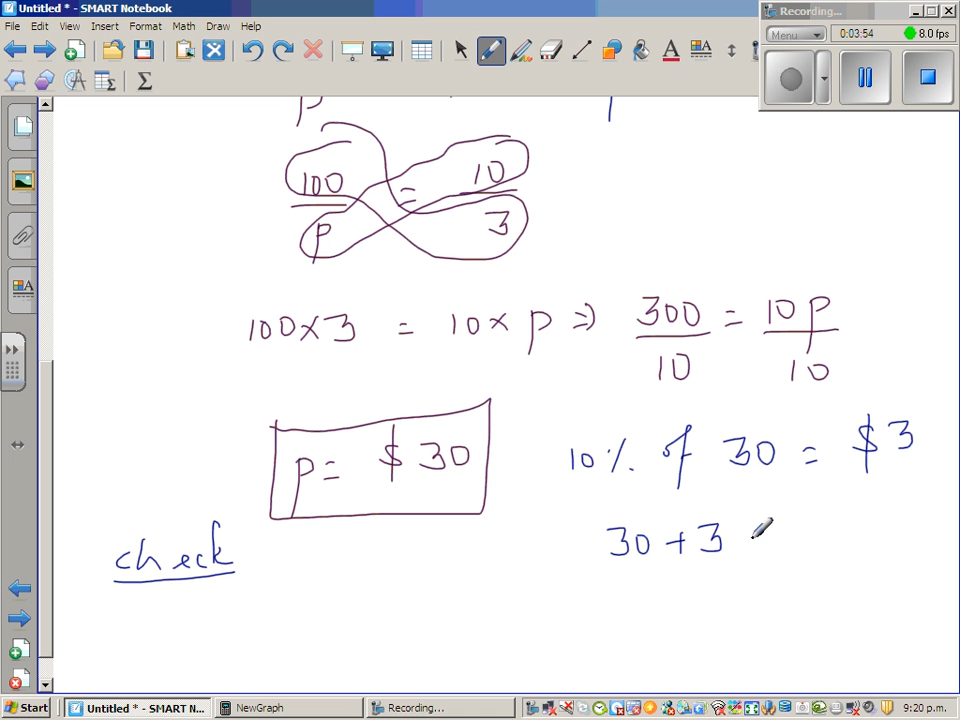 Untitled * - SMART Notebook
Recording...
File Edit View Insert Format Math Draw Help
Menu 0:03:54 8.0 fps
p
100 = 10
p 3
100 x 3 = 10 x p => 300 = 10p
10 10
p = $ 30
10% of 30 = $3
check
30 + 3
Start Untitled * - SMART N... NewGraph Recording... 9:20 p.m.